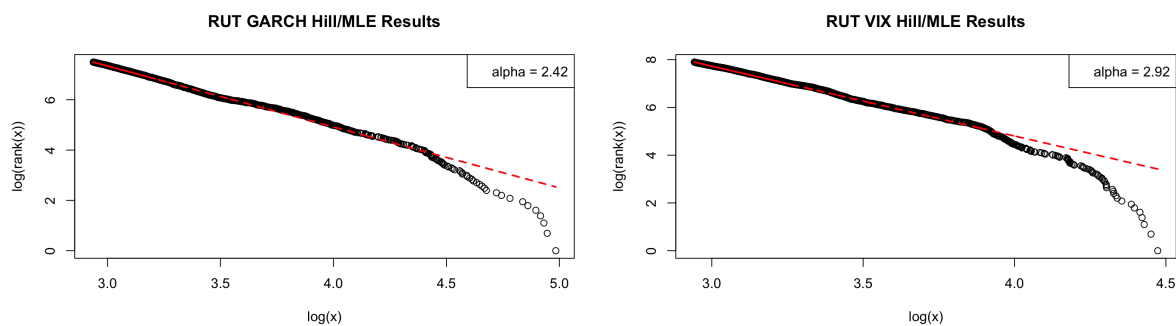 RUT GARCH Hill/MLE Results
alpha = 2.42
log(rank(x))
0 2 4 6
3.0 3.5 4.0 4.5 5.0
log(x)
RUT VIX Hill/MLE Results
alpha = 2.92
log(rank(x))
0 2 4 6 8
3.0 3.5 4.0 4.5
log(x)